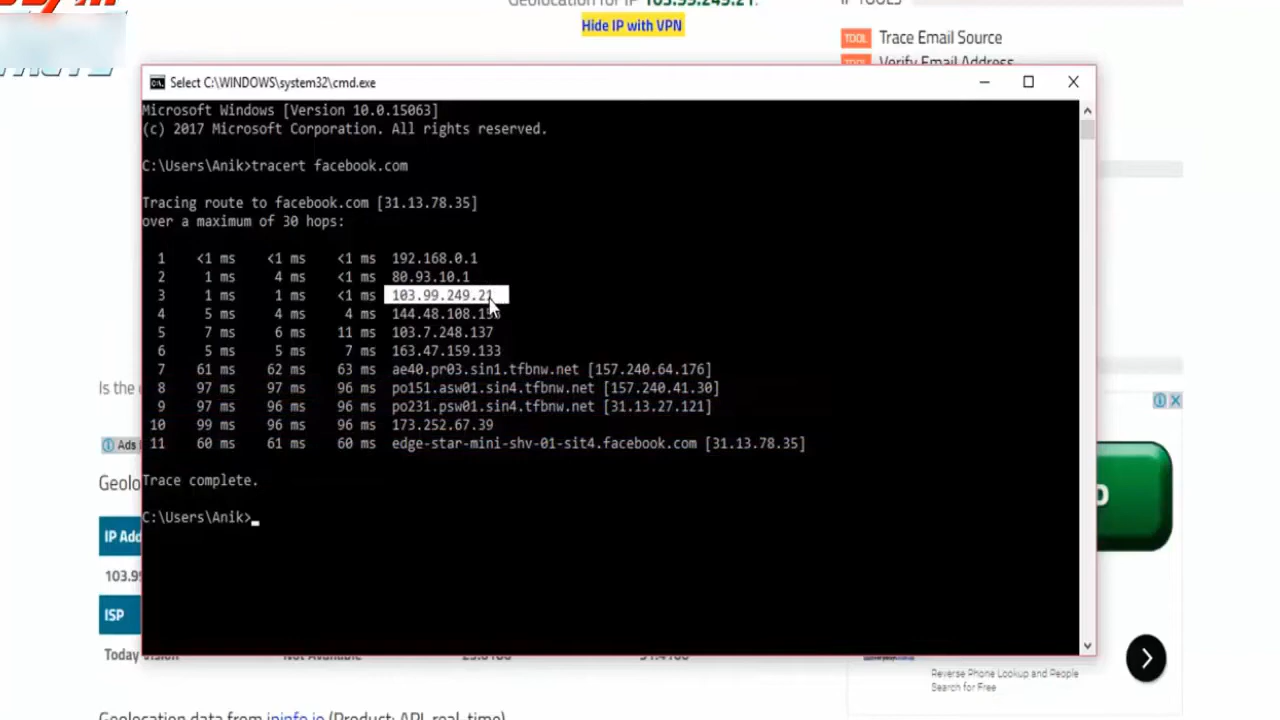 Geolocation for IP 103.99.249.21.
Hide IP with VPN
IP TOOLS
TOOL Trace Email Source
TOOL Verify Email Address
Select C:\WINDOWS\system32\cmd.exe
Microsoft Windows [Version 10.0.15063]
(c) 2017 Microsoft Corporation. All rights reserved.
C:\Users\Anik>tracert facebook.com
Tracing route to facebook.com [31.13.78.35]
over a maximum of 30 hops:
1 <1 ms <1 ms <1 ms 192.168.0.1
2 1 ms 4 ms <1 ms 80.93.10.1
3 1 ms 1 ms <1 ms 103.99.249.21
4 5 ms 4 ms 4 ms 144.48.108.15
5 7 ms 6 ms 11 ms 103.7.248.137
6 5 ms 5 ms 7 ms 163.47.159.133
7 61 ms 62 ms 63 ms ae40.pr03.sin1.tfbnw.net [157.240.64.176]
8 97 ms 97 ms 96 ms po151.asw01.sin4.tfbnw.net [157.240.41.30]
9 97 ms 96 ms 96 ms po231.psw01.sin4.tfbnw.net [31.13.27.121]
10 99 ms 96 ms 96 ms 173.252.67.39
11 60 ms 61 ms 60 ms edge-star-mini-shv-01-sit4.facebook.com [31.13.78.35]
Trace complete.
C:\Users\Anik>
Is the
Ads
Geolo
IP Add
103.99
ISP
Today Vision Not Available
Reverse Phone Lookup and People
Search for Free
Geolocation data from ipinfo.io (Product: API, real-time)